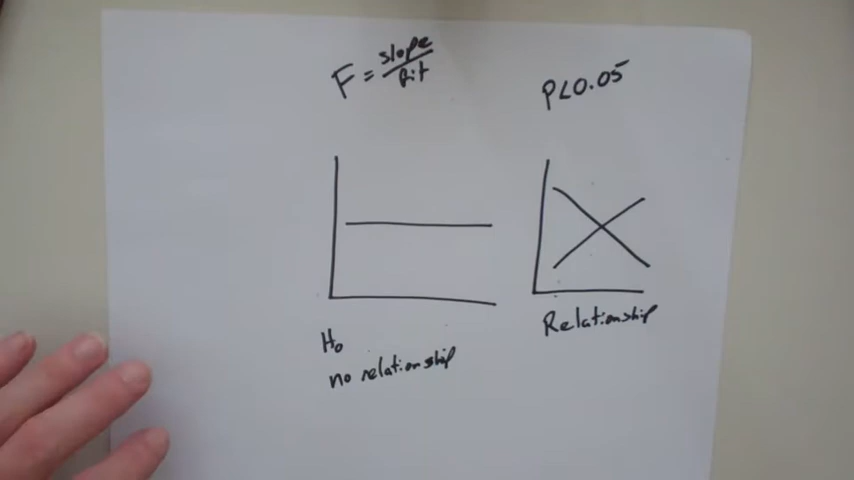 F = slope/fit
P<0.05
H₀
no relationship
Relationship